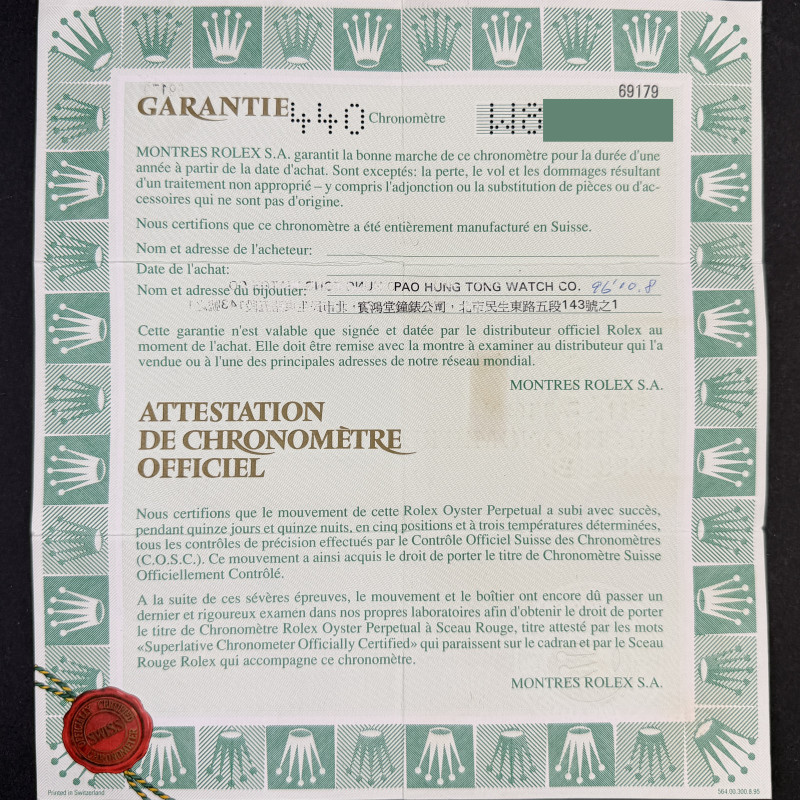 69179
GARANTIE 440 Chronomètre W8
MONTRES ROLEX S.A. garantit la bonne marche de ce chronomètre pour la durée d'une
année à partir de la date d'achat. Sont exceptés: la perte, le vol et les dommages résultant
d'un traitement non approprié – y compris l'adjonction ou la substitution de pièces ou d'ac-
cessoires qui ne sont pas d'origine.
Nous certifions que ce chronomètre a été entièrement manufacturé en Suisse.
Nom et adresse de l'acheteur:
Date de l'achat:
Nom et adresse du bijoutier: PAO HUNG TONG WATCH CO. 96'10.8
寳鴻堂鐘錶公司，北市民生東路五段143號之1
Cette garantie n'est valable que signée et datée par le distributeur officiel Rolex au
moment de l'achat. Elle doit être remise avec la montre à examiner au distributeur qui l'a
vendue ou à l'une des principales adresses de notre réseau mondial.
MONTRES ROLEX S.A.
ATTESTATION
DE CHRONOMÈTRE
OFFICIEL
Nous certifions que le mouvement de cette Rolex Oyster Perpetual a subi avec succès,
pendant quinze jours et quinze nuits, en cinq positions et à trois températures déterminées,
tous les contrôles de précision effectués par le Contrôle Officiel Suisse des Chronomètres
(C.O.S.C.). Ce mouvement a ainsi acquis le droit de porter le titre de Chronomètre Suisse
Officiellement Contrôlé.
A la suite de ces sévères épreuves, le mouvement et le boîtier ont encore dû passer un
dernier et rigoureux examen dans nos propres laboratoires afin d'obtenir le droit de porter
le titre de Chronomètre Rolex Oyster Perpetual à Sceau Rouge, titre attesté par les mots
«Superlative Chronometer Officially Certified» qui paraissent sur le cadran et par le Sceau
Rouge Rolex qui accompagne ce chronomètre.
MONTRES ROLEX S.A.
OFFICIALLY CERTIFIED
SWISS
CHRONOMETER
Printed in Switzerland
564.00.300.8.95